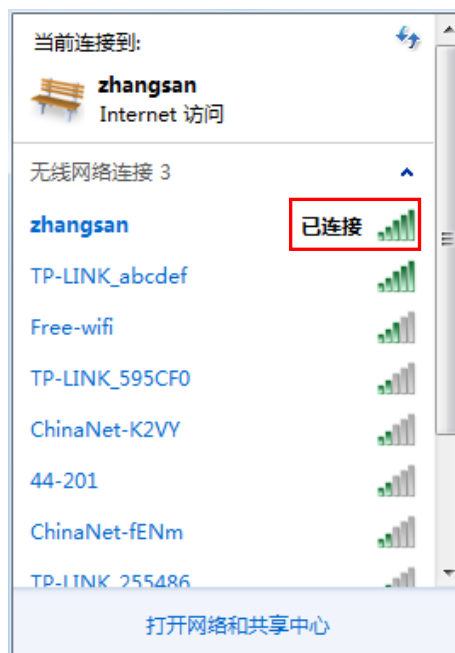 当前连接到:
zhangsan
Internet 访问
无线网络连接 3
zhangsan 已连接
TP-LINK_abcdef
Free-wifi
TP-LINK_595CF0
ChinaNet-K2VY
44-201
ChinaNet-fENm
TP-LINK_255486
打开网络和共享中心